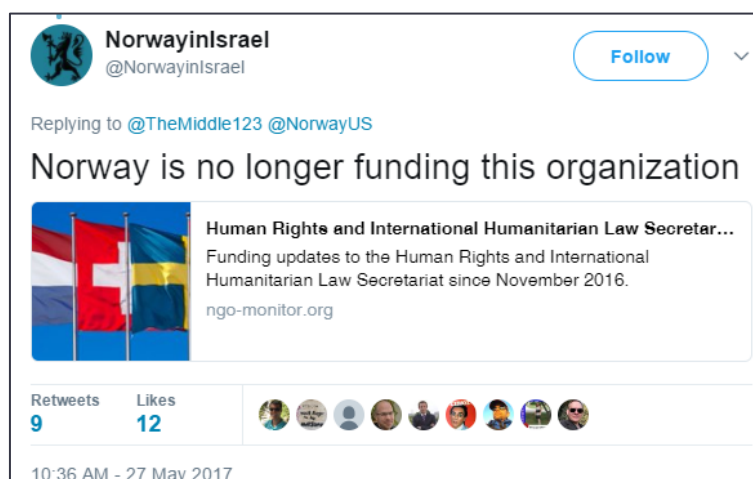 NorwayinIsrael
@NorwayinIsrael
Follow
Replying to @TheMiddle123 @NorwayUS
Norway is no longer funding this organization
Human Rights and International Humanitarian Law Secretar...
Funding updates to the Human Rights and International
Humanitarian Law Secretariat since November 2016.
ngo-monitor.org
Retweets Likes
9 12
10:36 AM - 27 May 2017